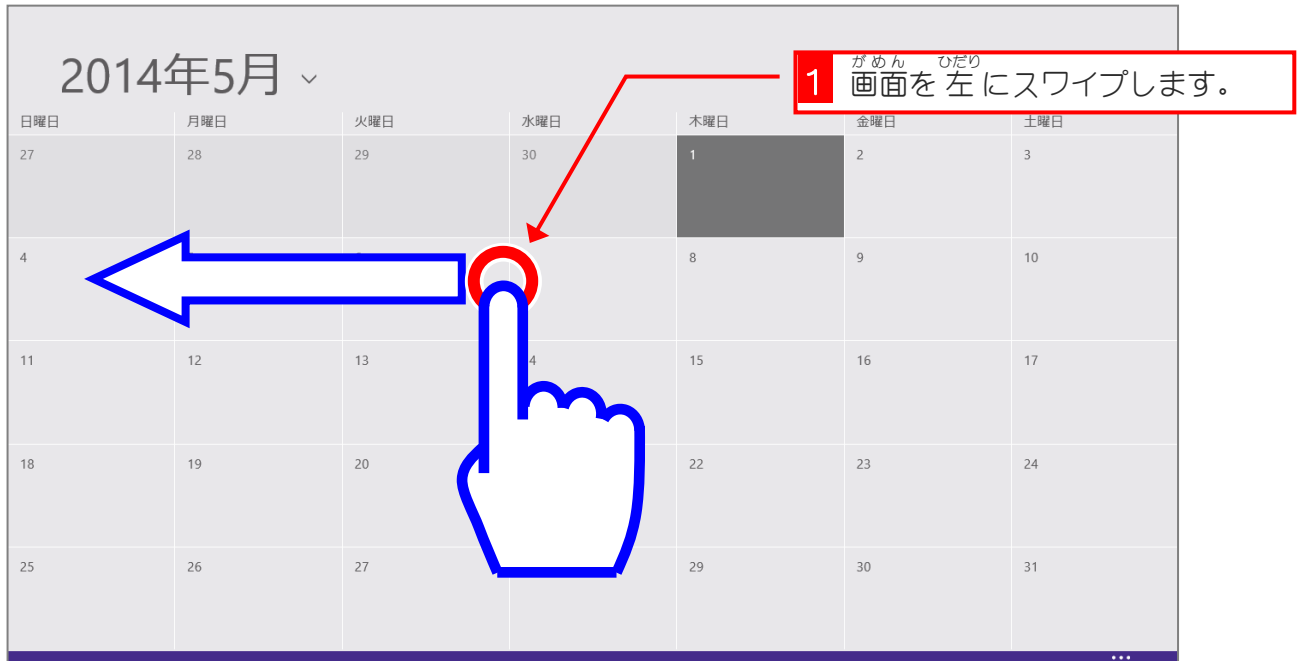 2014年5月
1 画面を左にスワイプします。
がめん ひだり
日曜日 月曜日 火曜日 水曜日 木曜日 金曜日 土曜日
27 28 29 30 1 2 3
4 8 9 10
11 12 13 15 16 17
18 19 20 22 23 24
25 26 27 29 30 31